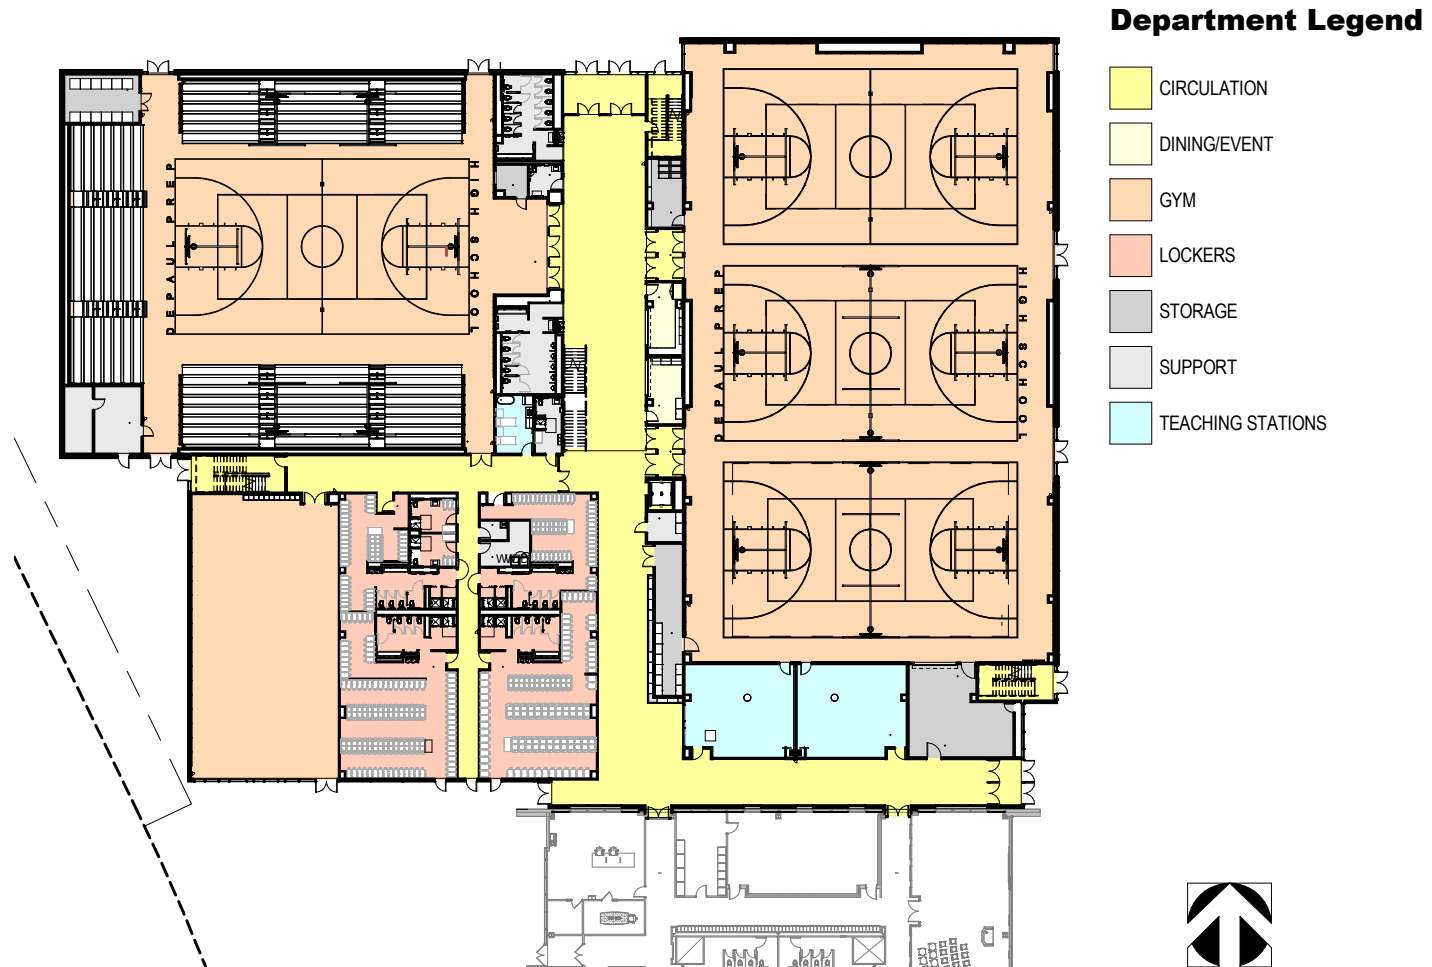 Department Legend
CIRCULATION
DINING/EVENT
GYM
LOCKERS
STORAGE
SUPPORT
TEACHING STATIONS
DEPAUL PREP
HIGH SCHOOL
DEPAUL PREP
HIGH SCHOOL